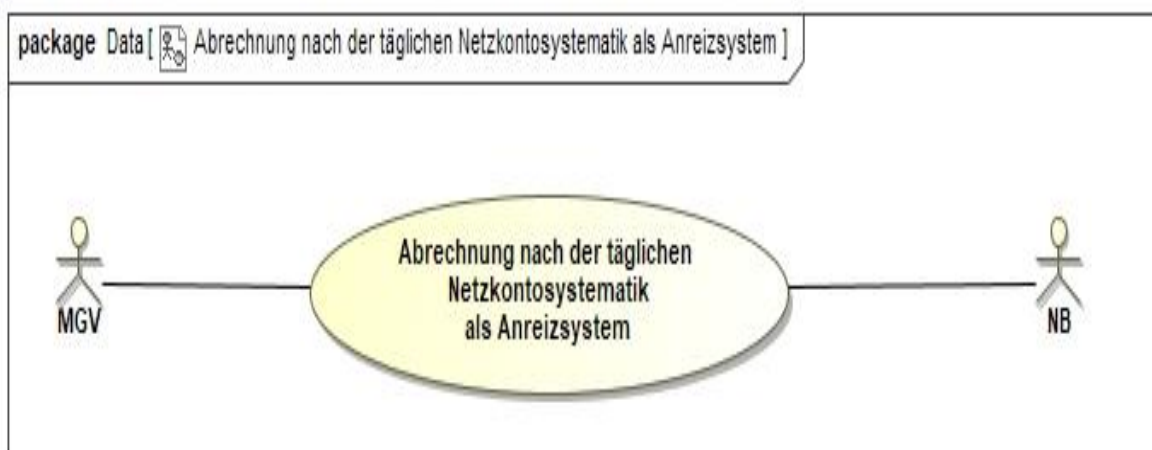 package Data [ Abrechnung nach der täglichen Netzkontosystematik als Anreizsystem ]
Abrechnung nach der täglichen
Netzkontosystematik
als Anreizsystem
MGV
NB